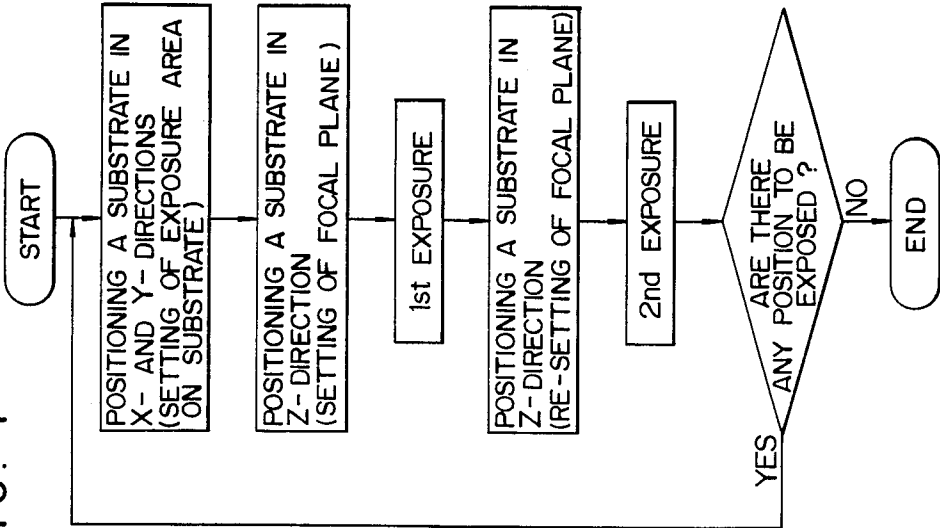 START
POSITIONING A SUBSTRATE IN
X- AND Y-DIRECTIONS
(SETTING OF EXPOSURE AREA
ON SUBSTRATE)
POSITIONING A SUBSTRATE IN
Z-DIRECTION
(SETTING OF FOCAL PLANE)
1st EXPOSURE
POSITIONING A SUBSTRATE IN
Z-DIRECTION
(RE-SETTING OF FOCAL PLANE)
2nd EXPOSURE
ARE THERE
ANY POSITION TO BE
EXPOSED ?
YES
NO
END